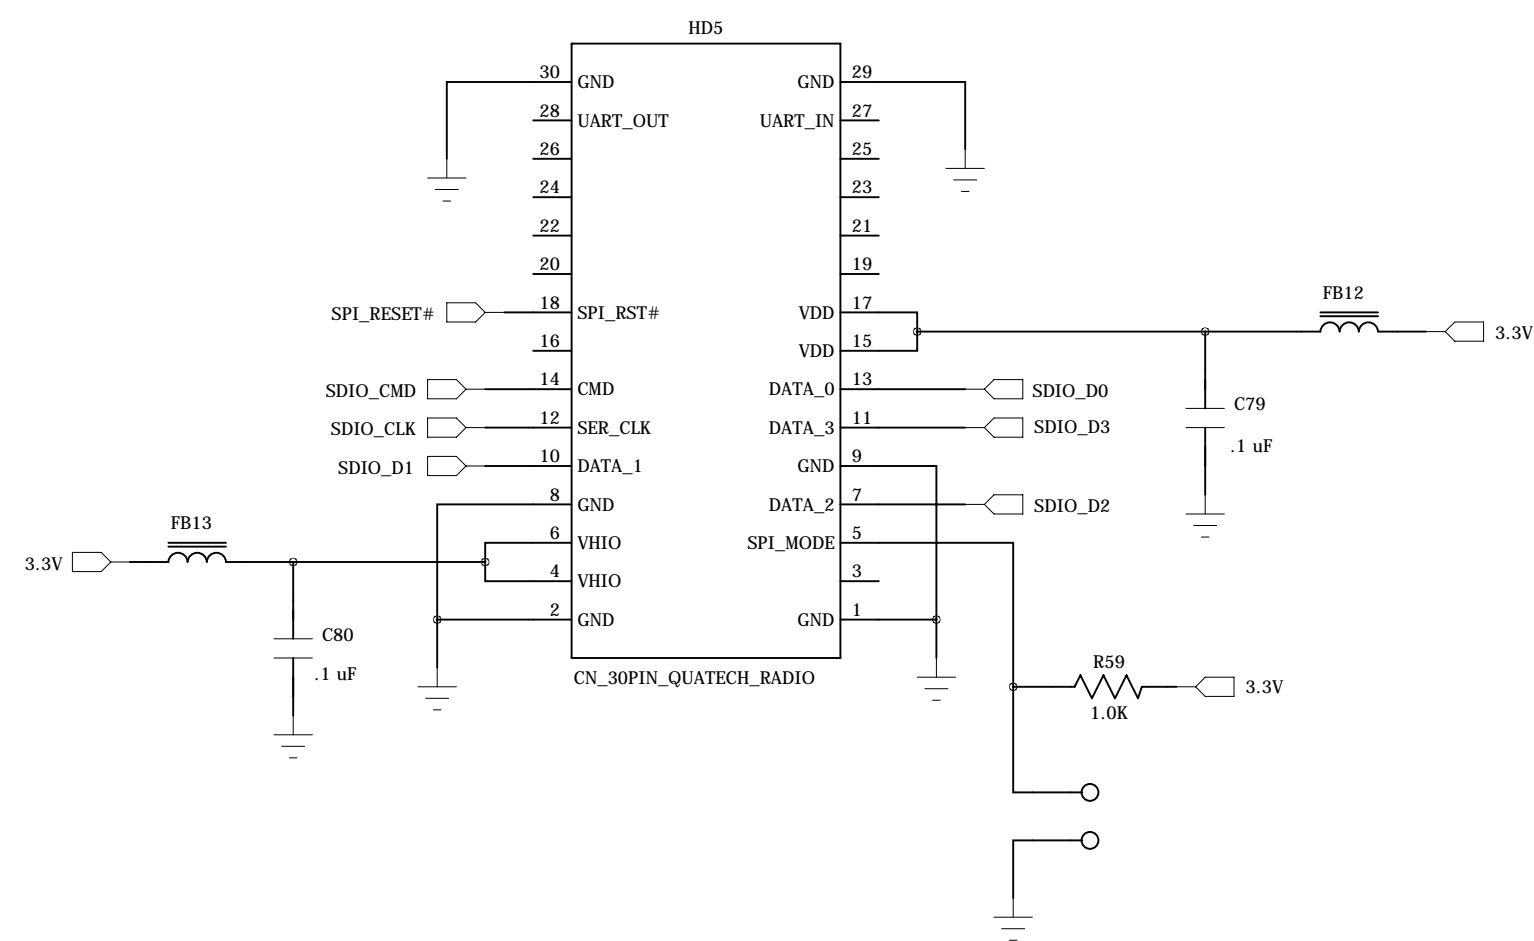 HD5
30 GND GND 29
28 UART_OUT UART_IN 27
26 25
24 23
22 21
20 19
SPI_RESET# 18 SPI_RST# VDD 17
FB12
16 VDD 15
3.3V
SDIO_CMD 14 CMD DATA_0 13 SDIO_D0
C79
SDIO_CLK 12 SER_CLK DATA_3 11 SDIO_D3
.1 uF
SDIO_D1 10 DATA_1 GND 9
8 GND DATA_2 7 SDIO_D2
FB13
6 VHIO SPI_MODE 5
3.3V
4 VHIO 3
2 GND GND 1
C80
.1 uF
CN_30PIN_QUATECH_RADIO
R59
3.3V
1.0K